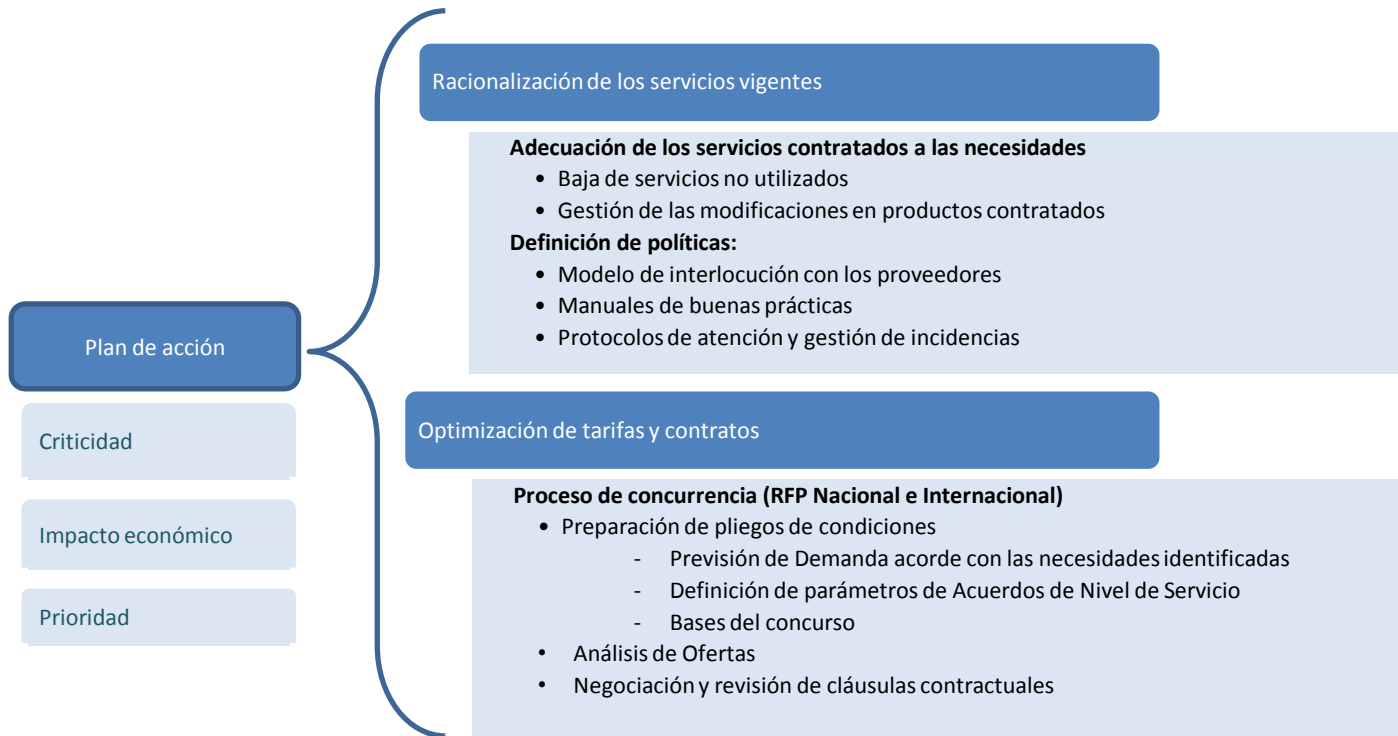 Plan de acción
Criticidad
Impacto económico
Prioridad
Racionalización de los servicios vigentes
Adecuación de los servicios contratados a las necesidades
• Baja de servicios no utilizados
• Gestión de las modificaciones en productos contratados
Definición de políticas:
• Modelo de interlocución con los proveedores
• Manuales de buenas prácticas
• Protocolos de atención y gestión de incidencias
Optimización de tarifas y contratos
Proceso de concurrencia (RFP Nacional e Internacional)
• Preparación de pliegos de condiciones
- Previsión de Demanda acorde con las necesidades identificadas
- Definición de parámetros de Acuerdos de Nivel de Servicio
- Bases del concurso
• Análisis de Ofertas
• Negociación y revisión de cláusulas contractuales